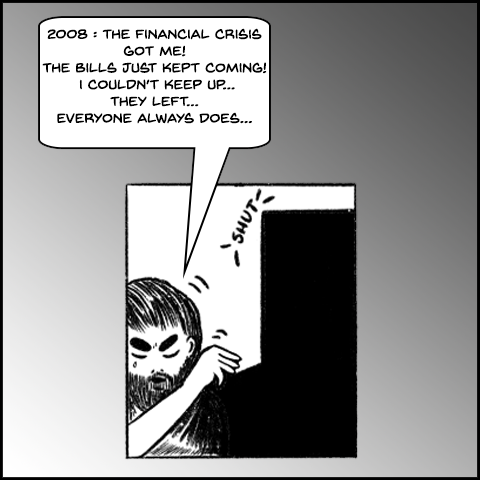 2008 : THE FINANCIAL CRISIS
GOT ME!
THE BILLS JUST KEPT COMING!
I COULDN'T KEEP UP...
THEY LEFT...
EVERYONE ALWAYS DOES...
SHUT